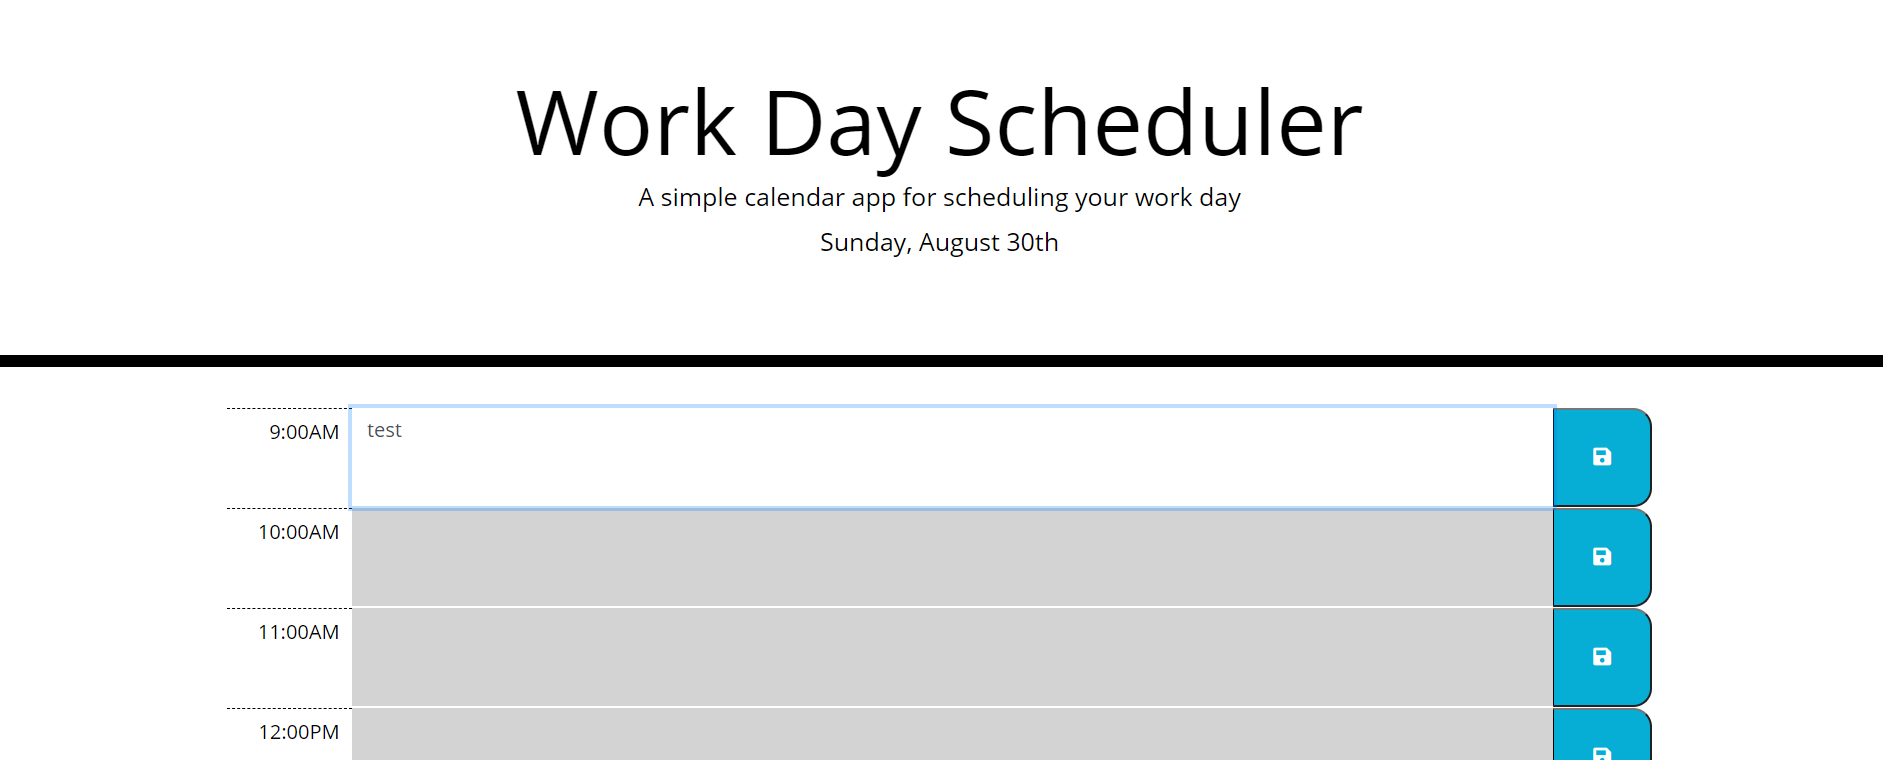 Work Day Scheduler
A simple calendar app for scheduling your work day
Sunday, August 30th
9:00AM
test
10:00AM
11:00AM
12:00PM